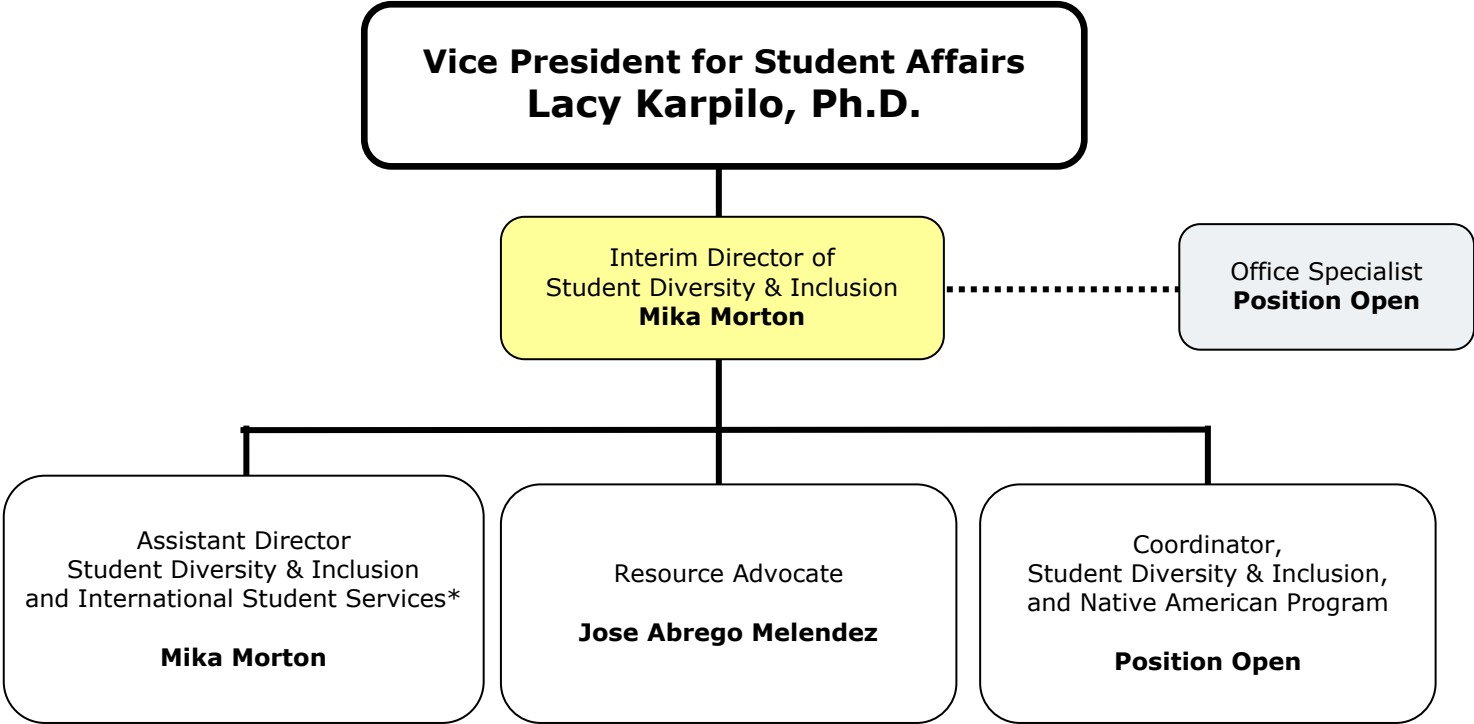 Vice President for Student Affairs
Lacy Karpilo, Ph.D.
Interim Director of
Student Diversity & Inclusion
Mika Morton
Office Specialist
Position Open
Assistant Director
Student Diversity & Inclusion
and International Student Services*
Mika Morton
Resource Advocate
Jose Abrego Melendez
Coordinator,
Student Diversity & Inclusion,
and Native American Program
Position Open